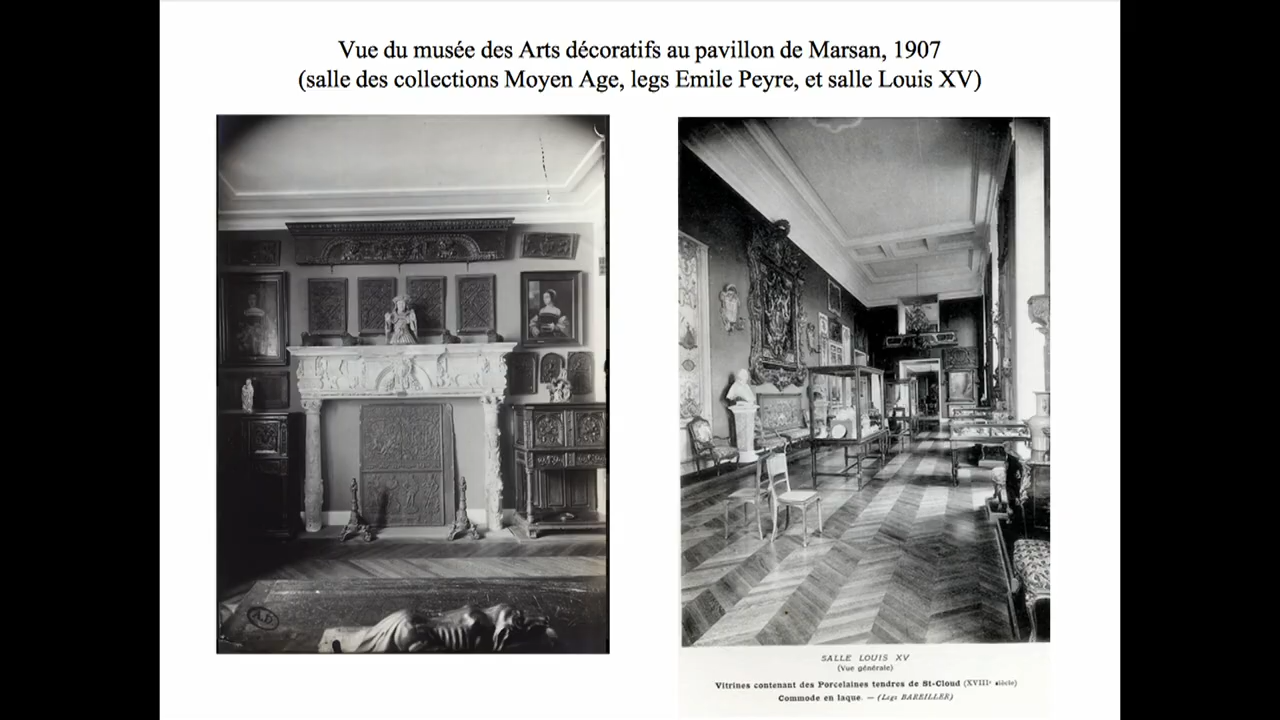 Vue du musée des Arts décoratifs au pavillon de Marsan, 1907
(salle des collections Moyen Age, legs Emile Peyre, et salle Louis XV)
A.D
SALLE LOUIS XV
(Vue générale)
Vitrines contenant des Porcelaines tendres de St-Cloud (XVIIIe siècle)
Commode en laque. — (Legs BAREILLER)